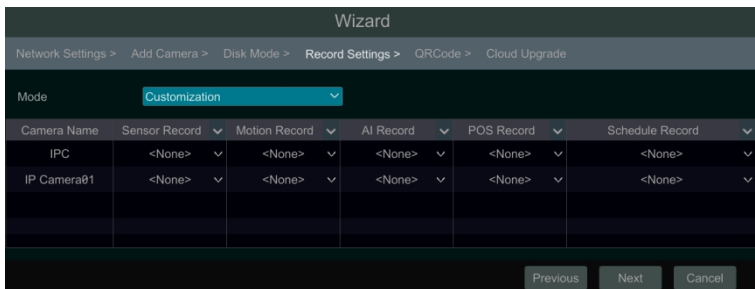 Wizard
Network Settings > Add Camera > Disk Mode > Record Settings > QRCode > Cloud Upgrade
Mode Customization
Camera Name Sensor Record Motion Record AI Record POS Record Schedule Record
IPC <None> <None> <None> <None> <None>
IP Camera01 <None> <None> <None> <None> <None>
Previous Next Cancel